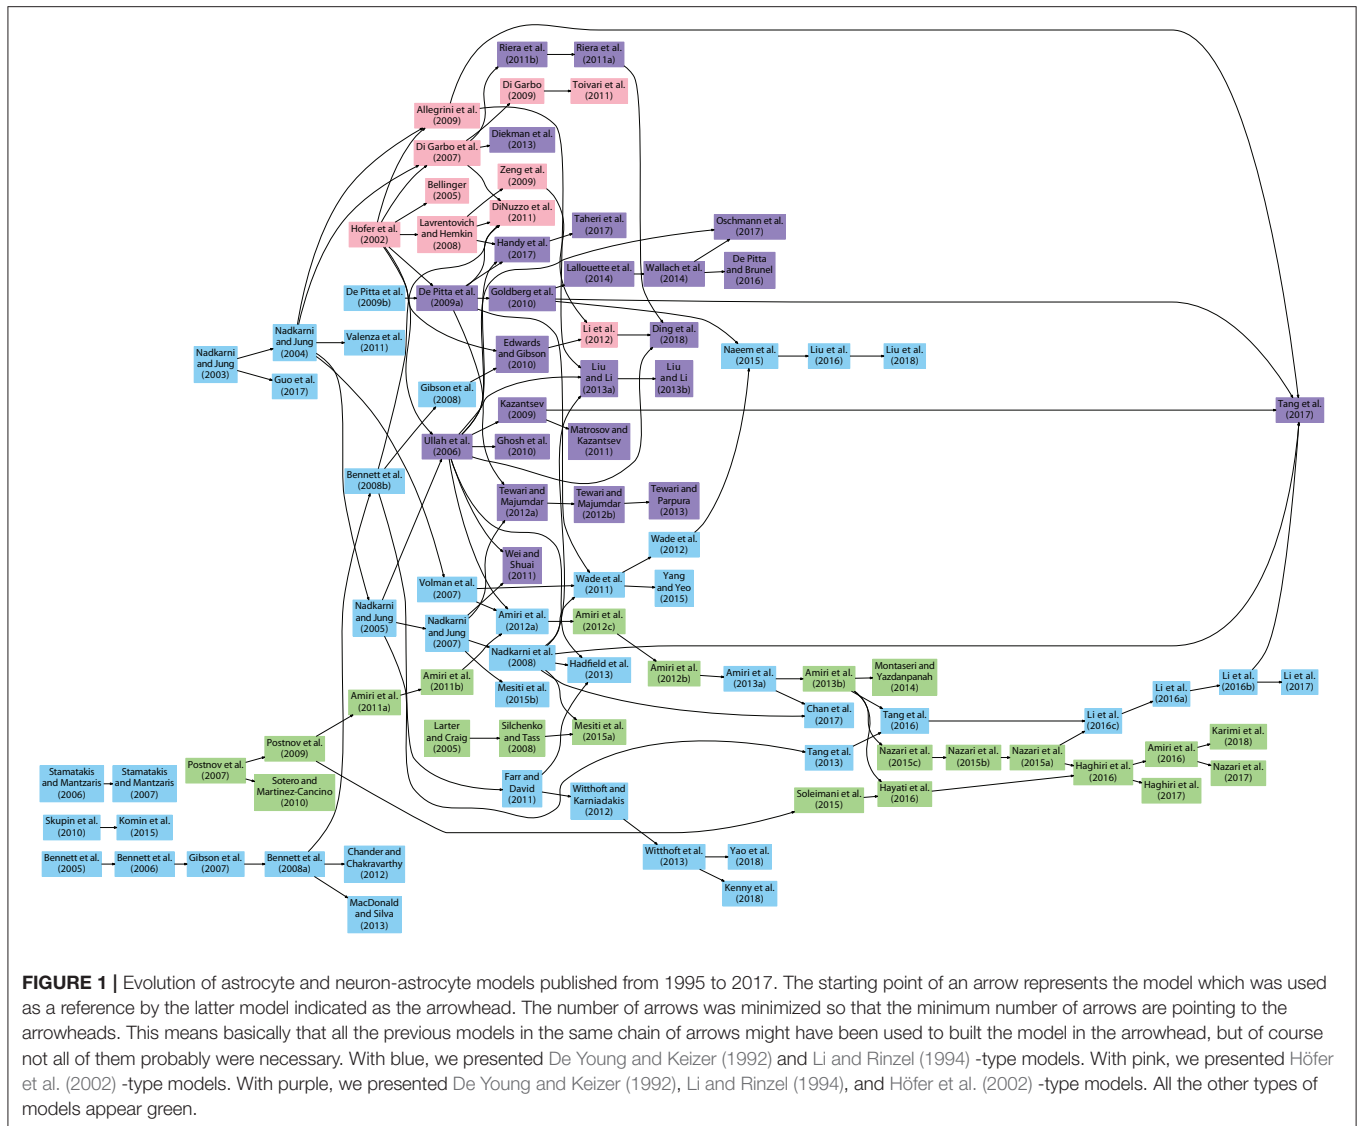 Riera et al.
(2011b)
Riera et al.
(2011a)
Di Garbo
(2009)
Toivari et al.
(2011)
Allegrini et al.
(2009)
Diekman et al.
(2013)
Di Garbo et al.
(2007)
Zeng et al.
(2009)
Bellinger
(2005)
DiNuzzo et al.
(2011)
Hofer et al.
(2002)
Lavrentovich
and Hemkin
(2008)
Taheri et al.
(2017)
Oschmann et al.
(2017)
Handy et al.
(2017)
Lallouette et al.
(2014)
Wallach et al.
(2014)
De Pitta
and Brunel
(2016)
De Pitta et al.
(2009b)
De Pitta et al.
(2009a)
Goldberg et al.
(2010)
Nadkarni
and Jung
(2003)
Nadkarni
and Jung
(2004)
Valenza et al.
(2011)
Guo et al.
(2017)
Edwards
and Gibson
(2010)
Li et al.
(2012)
Ding et al.
(2018)
Naeem et al.
(2015)
Liu et al.
(2016)
Liu et al.
(2018)
Gibson et al.
(2008)
Liu
and Li
(2013a)
Liu
and Li
(2013b)
Kazantsev
(2009)
Tang et al.
(2017)
Ullah et al.
(2006)
Ghosh et al.
(2010)
Matrosov and
Kazantsev
(2011)
Bennett et al.
(2008b)
Tewari and
Majumdar
(2012a)
Tewari and
Majumdar
(2012b)
Tewari and
Parpura
(2013)
Wei and
Shuai
(2011)
Wade et al.
(2012)
Volman et al.
(2007)
Wade et al.
(2011)
Yang
and Yeo
(2015)
Nadkarni
and Jung
(2005)
Nadkarni
and Jung
(2007)
Amiri et al.
(2012a)
Amiri et al.
(2012c)
Nadkarni et al.
(2008)
Hadfield et al.
(2013)
Amiri et al.
(2012b)
Amiri et al.
(2013a)
Amiri et al.
(2013b)
Montaseri and
Yazdanpanah
(2014)
Amiri et al.
(2011b)
Amiri et al.
(2011a)
Mesiti et al.
(2015b)
Chan et al.
(2017)
Tang et al.
(2016)
Li et al.
(2016c)
Li et al.
(2016a)
Li et al.
(2016b)
Li et al.
(2017)
Larter
and Craig
(2005)
Silchenko
and Tass
(2008)
Mesiti et al.
(2015a)
Tang et al.
(2013)
Nazari et al.
(2015c)
Nazari et al.
(2015b)
Nazari et al.
(2015a)
Karimi et al.
(2018)
Amiri et al.
(2016)
Nazari et al.
(2017)
Haghiri et al.
(2016)
Haghiri et al.
(2017)
Postnov et al.
(2009)
Postnov et al.
(2007)
Sotero and
Martinez-Cancino
(2010)
Stamatakis
and Mantzaris
(2006)
Stamatakis
and Mantzaris
(2007)
Farr and
David
(2011)
Witthoft and
Karniadakis
(2012)
Soleimani et al.
(2015)
Hayati et al.
(2016)
Skupin et al.
(2010)
Komin et al.
(2015)
Bennett et al.
(2005)
Bennett et al.
(2006)
Gibson et al.
(2007)
Bennett et al.
(2008a)
Chander and
Chakravarthy
(2012)
Witthoft et al.
(2013)
Yao et al.
(2018)
Kenny et al.
(2018)
MacDonald
and Silva
(2013)
FIGURE 1 | Evolution of astrocyte and neuron-astrocyte models published from 1995 to 2017. The starting point of an arrow represents the model which was used
as a reference by the latter model indicated as the arrowhead. The number of arrows was minimized so that the minimum number of arrows are pointing to the
arrowheads. This means basically that all the previous models in the same chain of arrows might have been used to built the model in the arrowhead, but of course
not all of them probably were necessary. With blue, we presented De Young and Keizer (1992) and Li and Rinzel (1994) -type models. With pink, we presented Höfer
et al. (2002) -type models. With purple, we presented De Young and Keizer (1992), Li and Rinzel (1994), and Höfer et al. (2002) -type models. All the other types of
models appear green.